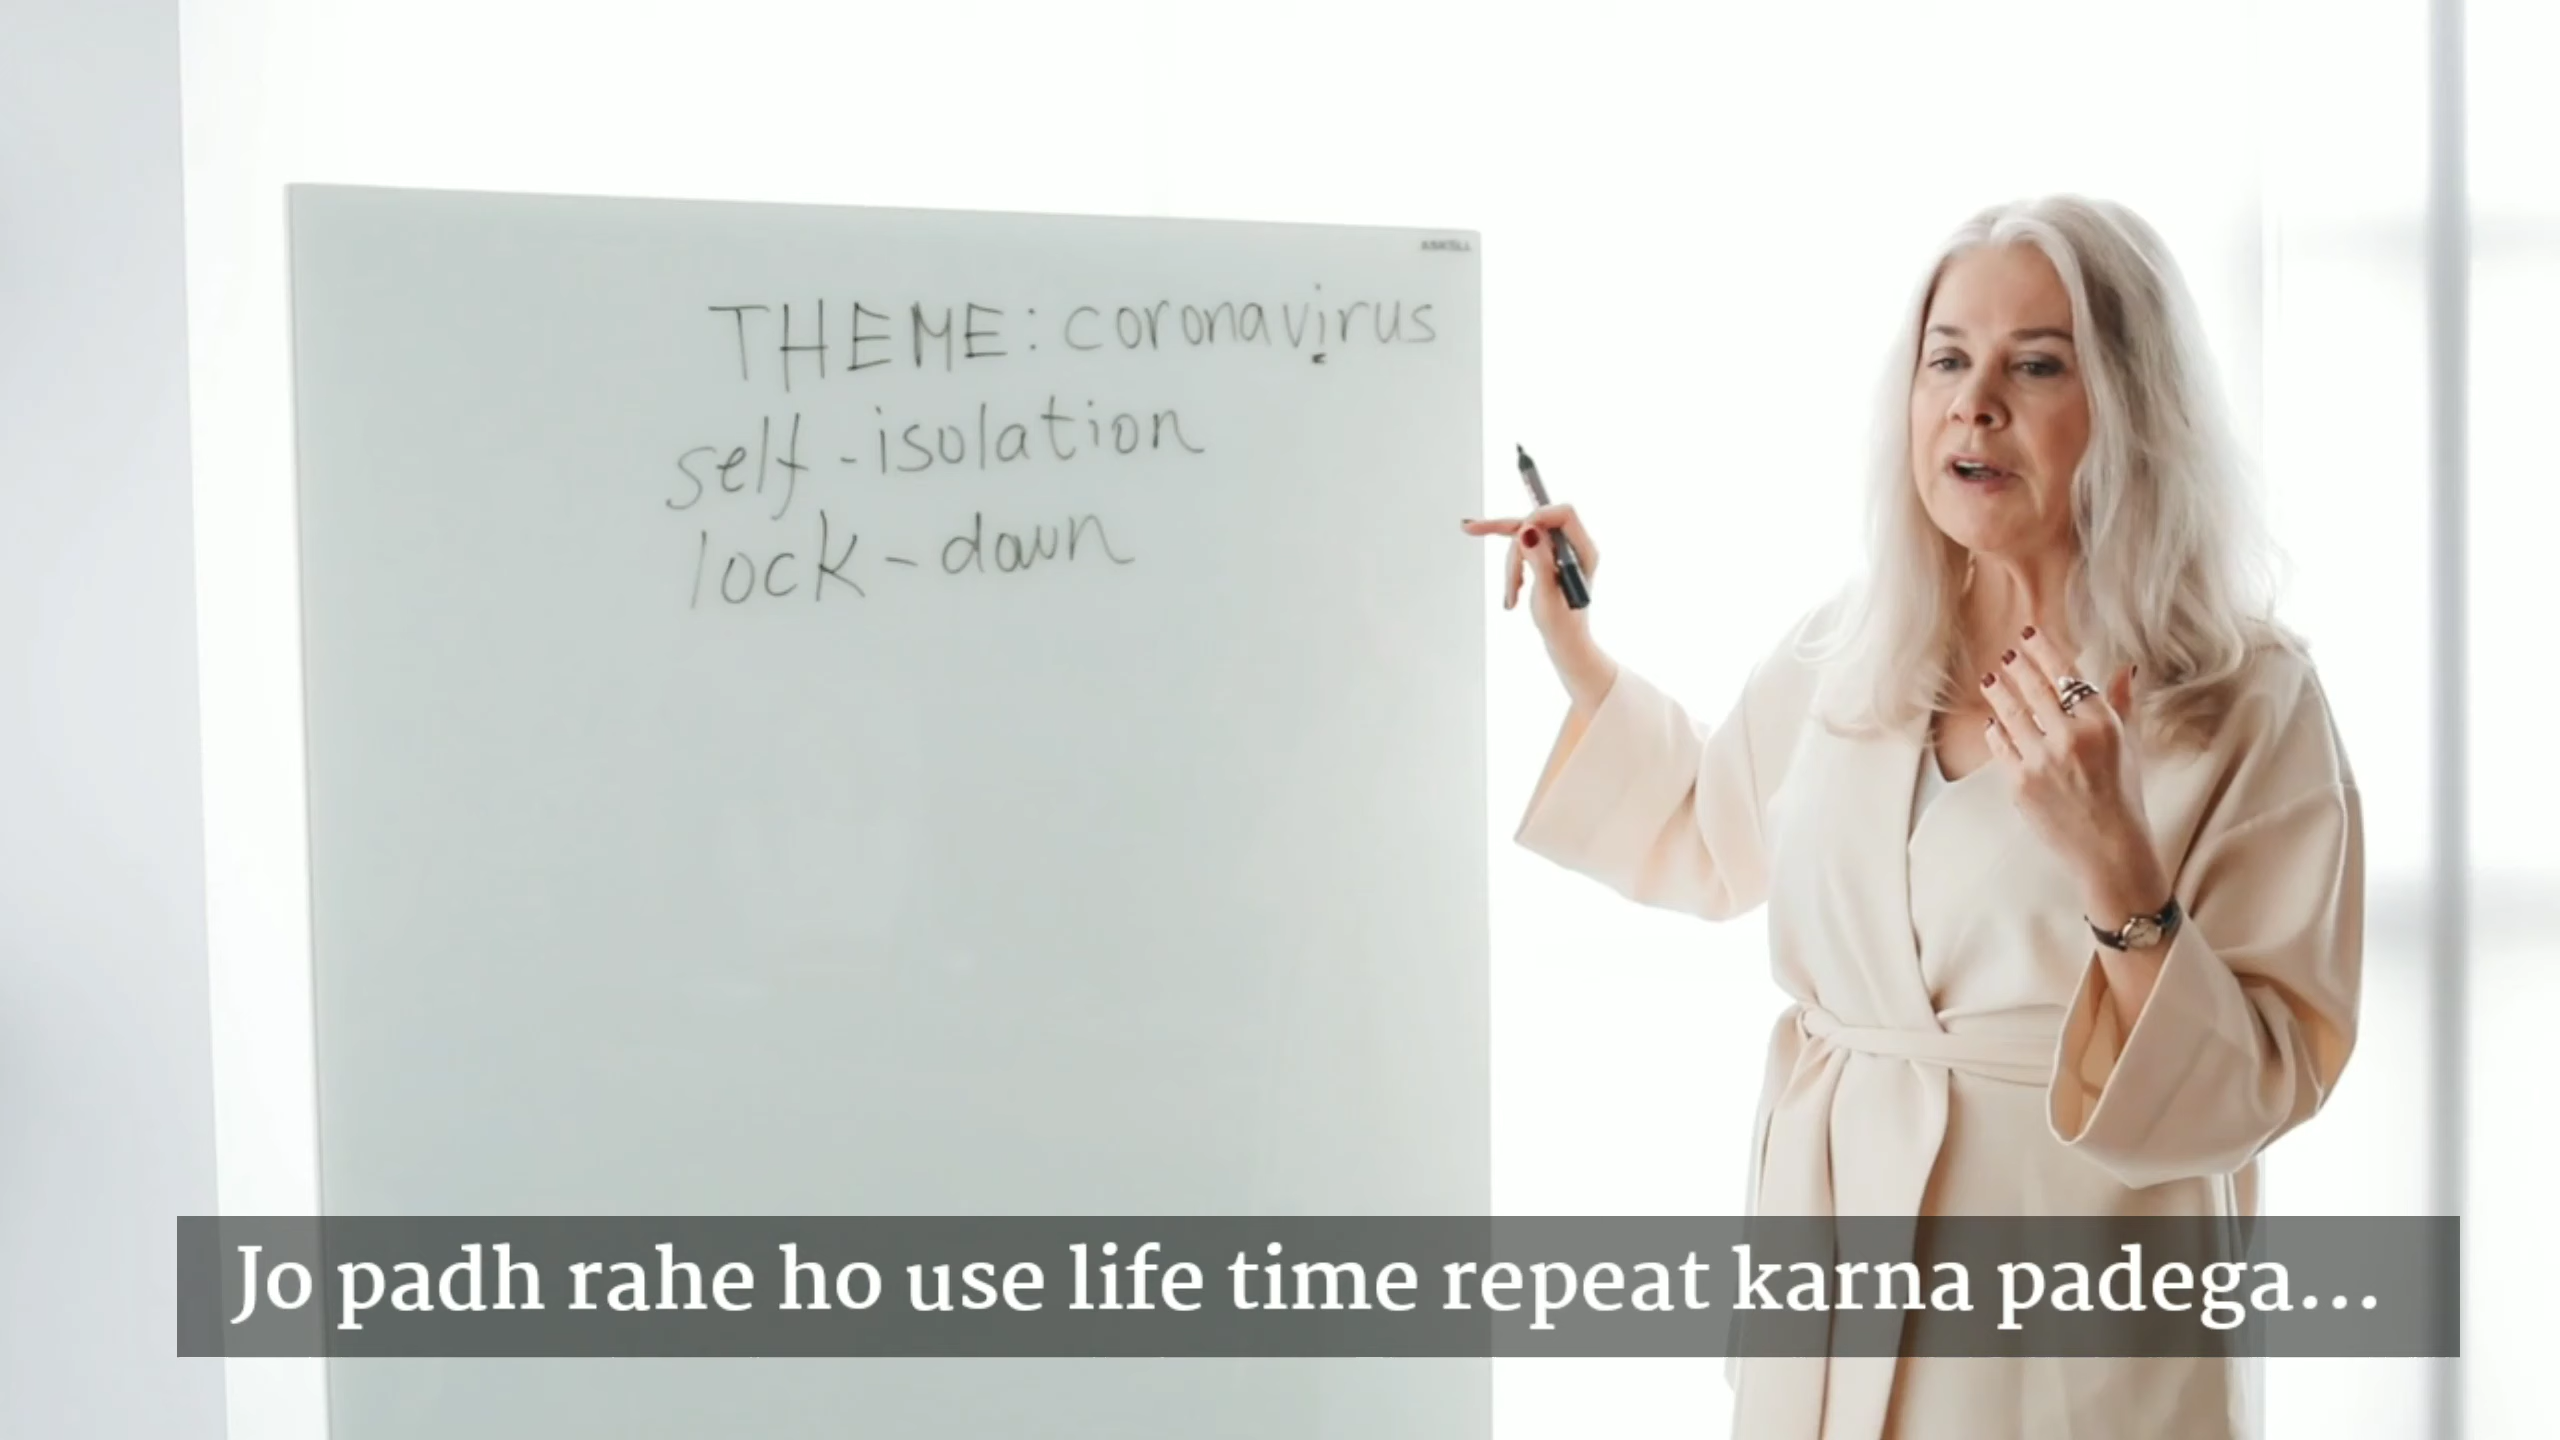 THEME: coronavirus
self-isolation
lock-down
Jo padh rahe ho use life time repeat karna padega...